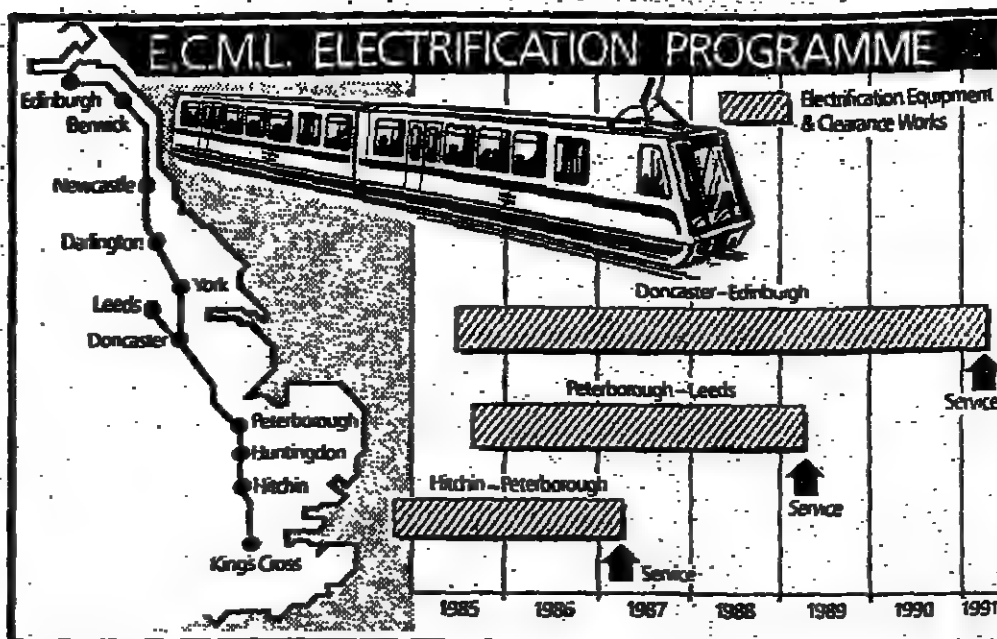 E.C.M.L. ELECTRIFICATION PROGRAMME
Electrification Equipment
& Clearance Works
Edinburgh
Berwick
Newcastle
Darlington
York
Leeds
Doncaster
Peterborough
Huntingdon
Hitchin
Kings Cross
Doncaster–Edinburgh
Service
Peterborough–Leeds
Service
Hitchin–Peterborough
Service
1985 1986 1987 1988 1989 1990 1991